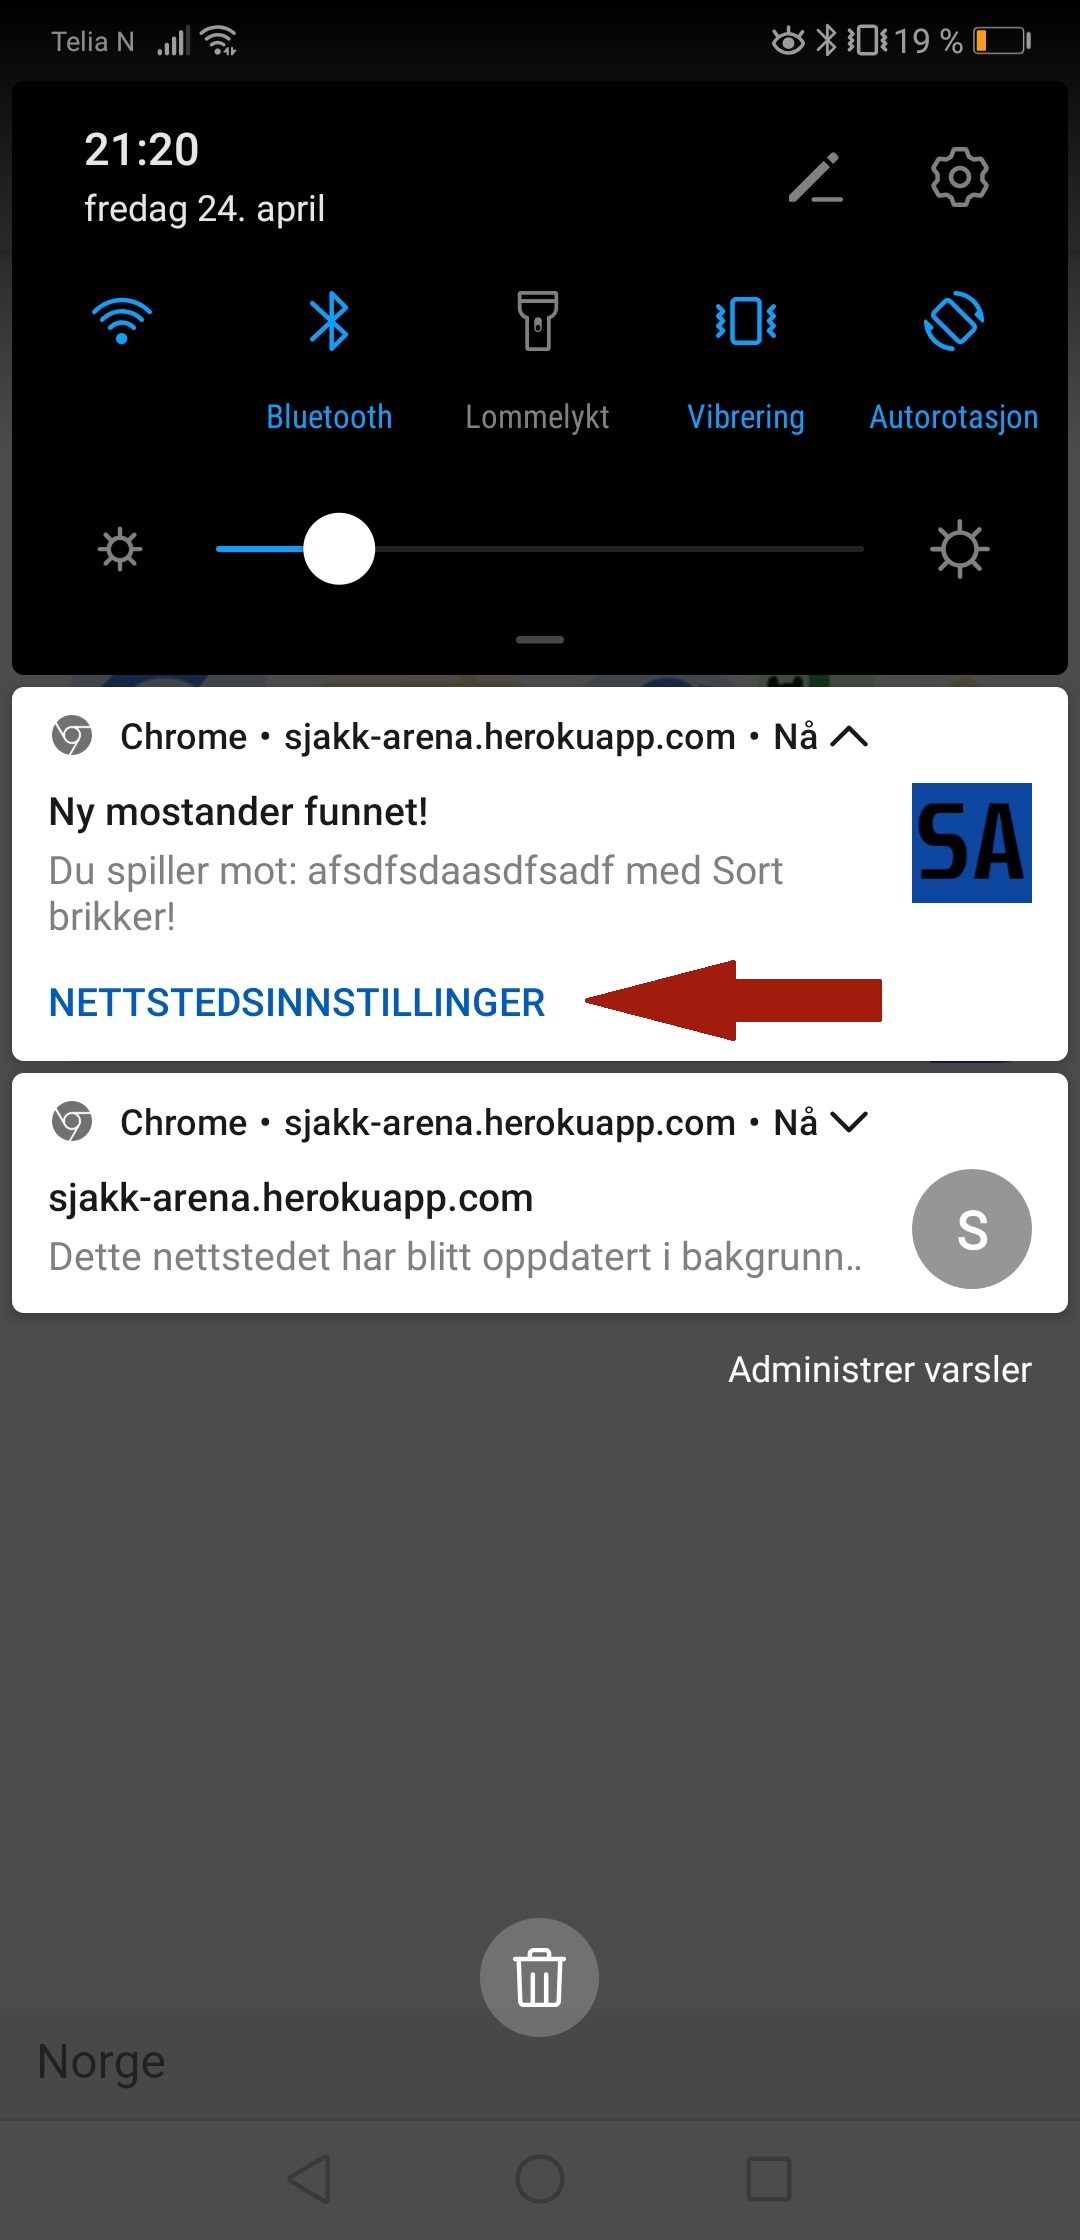 Telia N
19 %
21:20
fredag 24. april
Bluetooth
Lommelykt
Vibrering
Autorotasjon
Chrome • sjakk-arena.herokuapp.com • Nå
Ny mostander funnet!
Du spiller mot: afsdfsdaasdfsadf med Sort
brikker!
SA
NETTSTEDSINNSTILLINGER
Chrome • sjakk-arena.herokuapp.com • Nå
sjakk-arena.herokuapp.com
Dette nettstedet har blitt oppdatert i bakgrunn..
S
Administrer varsler
Norge